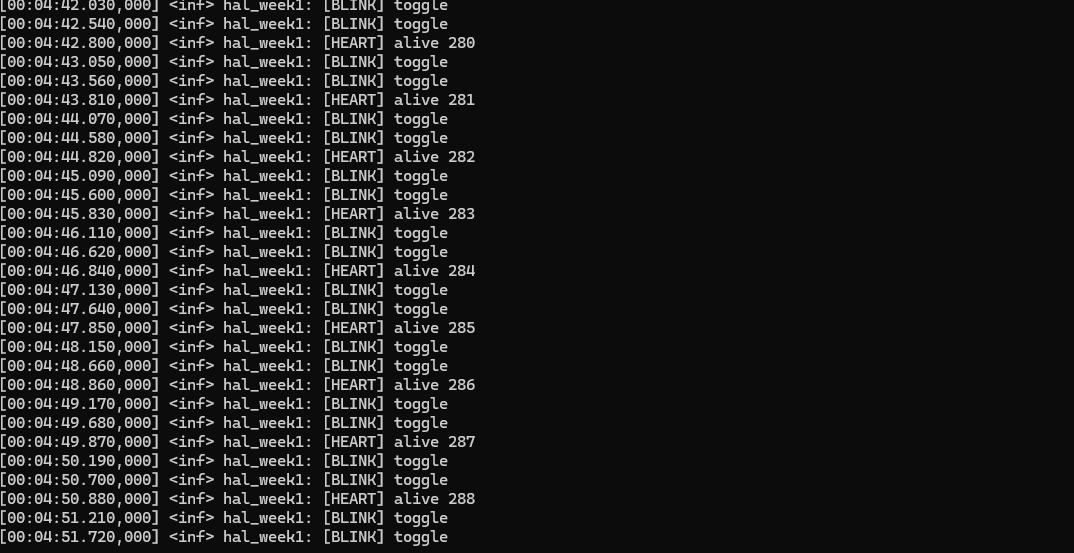 [00:04:42.030,000] <inf> hal_week1: [BLINK] toggle
[00:04:42.540,000] <inf> hal_week1: [BLINK] toggle
[00:04:42.800,000] <inf> hal_week1: [HEART] alive 280
[00:04:43.050,000] <inf> hal_week1: [BLINK] toggle
[00:04:43.560,000] <inf> hal_week1: [BLINK] toggle
[00:04:43.810,000] <inf> hal_week1: [HEART] alive 281
[00:04:44.070,000] <inf> hal_week1: [BLINK] toggle
[00:04:44.580,000] <inf> hal_week1: [BLINK] toggle
[00:04:44.820,000] <inf> hal_week1: [HEART] alive 282
[00:04:45.090,000] <inf> hal_week1: [BLINK] toggle
[00:04:45.600,000] <inf> hal_week1: [BLINK] toggle
[00:04:45.830,000] <inf> hal_week1: [HEART] alive 283
[00:04:46.110,000] <inf> hal_week1: [BLINK] toggle
[00:04:46.620,000] <inf> hal_week1: [BLINK] toggle
[00:04:46.840,000] <inf> hal_week1: [HEART] alive 284
[00:04:47.130,000] <inf> hal_week1: [BLINK] toggle
[00:04:47.640,000] <inf> hal_week1: [BLINK] toggle
[00:04:47.850,000] <inf> hal_week1: [HEART] alive 285
[00:04:48.150,000] <inf> hal_week1: [BLINK] toggle
[00:04:48.660,000] <inf> hal_week1: [BLINK] toggle
[00:04:48.860,000] <inf> hal_week1: [HEART] alive 286
[00:04:49.170,000] <inf> hal_week1: [BLINK] toggle
[00:04:49.680,000] <inf> hal_week1: [BLINK] toggle
[00:04:49.870,000] <inf> hal_week1: [HEART] alive 287
[00:04:50.190,000] <inf> hal_week1: [BLINK] toggle
[00:04:50.700,000] <inf> hal_week1: [BLINK] toggle
[00:04:50.880,000] <inf> hal_week1: [HEART] alive 288
[00:04:51.210,000] <inf> hal_week1: [BLINK] toggle
[00:04:51.720,000] <inf> hal_week1: [BLINK] toggle